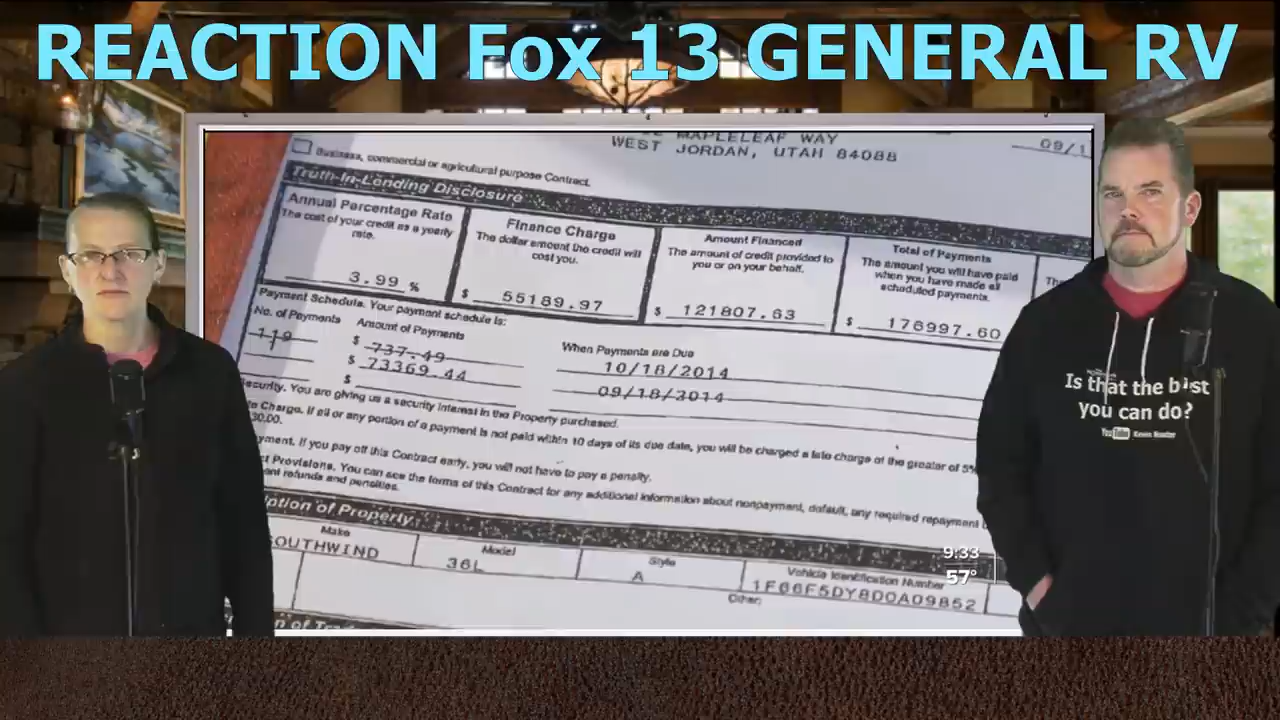 REACTION Fox 13 GENERAL RV
MAPLELEAF WAY
WEST JORDAN, UTAH 84088
09/1
Business, commercial or agricultural purpose Contract.
Truth-In-Lending Disclosure
Annual Percentage Rate
The cost of your credit as a yearly
rate.
3.99 %
Finance Charge
The dollar amount the credit will
cost you.
$ 55189.97
Amount Financed
The amount of credit provided to
you or on your behalf.
$ 121807.63
Total of Payments
The amount you will have paid
when you have made all
scheduled payments.
$ 176997.60
Payment Schedule. Your payment schedule is:
No. of Payments
Amount of Payments
When Payments are Due
119
$ 737.49
10/18/2014
$ 73369.44
09/18/3014
$
Security. You are giving us a security interest in the Property purchased.
Charge. If all or any portion of a payment is not paid within 10 days of its due date, you will be charged a late charge of the greater of 5%
30.00.
yment. If you pay off this Contract early, you will not have to pay a penalty.
ct Provisions. You can see the terms of this Contract for any additional information about nonpayment, default, any required repayment
ent refunds and penalties.
iption of Property
Make
OUTHWIND
Model
36L
Style
A
Vehicle Identification Number
1F66F5DY8D0A09852
Other:
9:33
57°
Is that the best
you can do?
YouTube